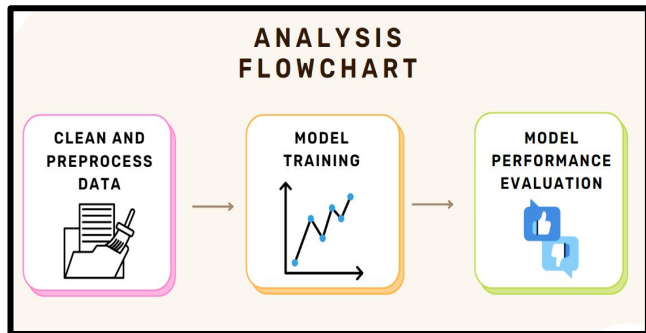 ANALYSIS
FLOWCHART
CLEAN AND
PREPROCESS
DATA
MODEL
TRAINING
MODEL
PERFORMANCE
EVALUATION